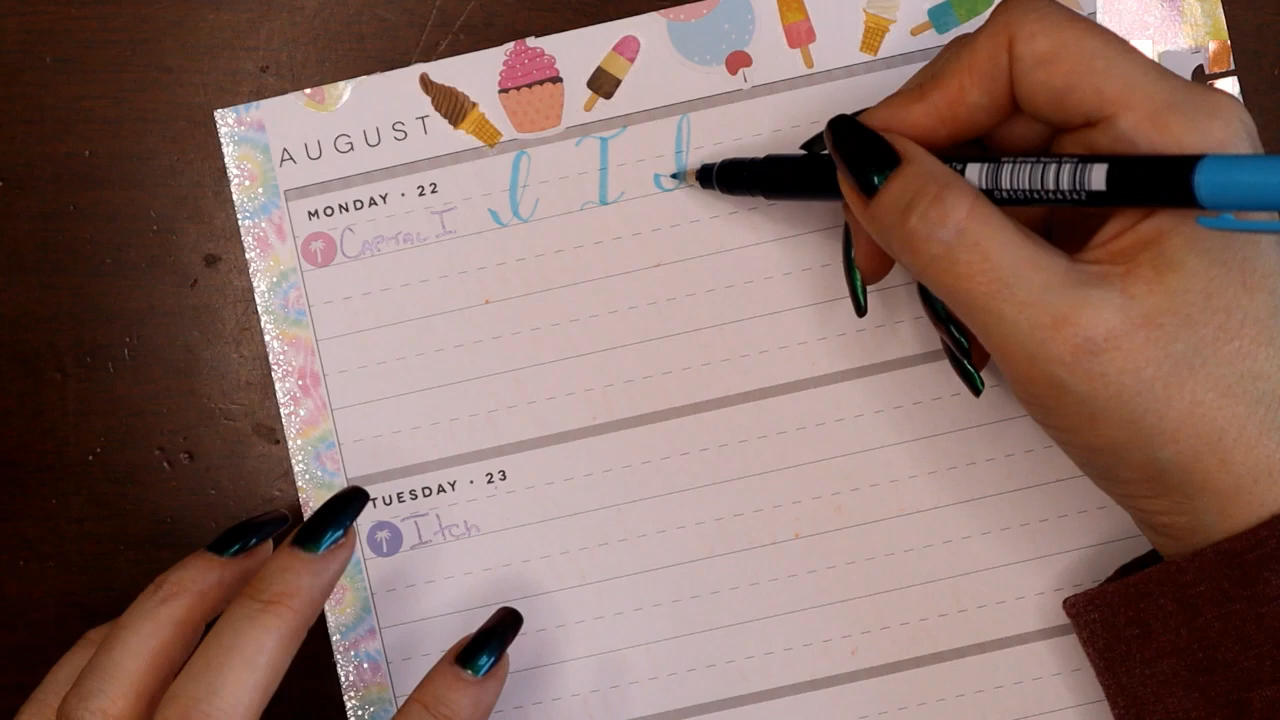 AUGUST
MONDAY · 22
I I I
Capital I
TUESDAY · 23
Itch